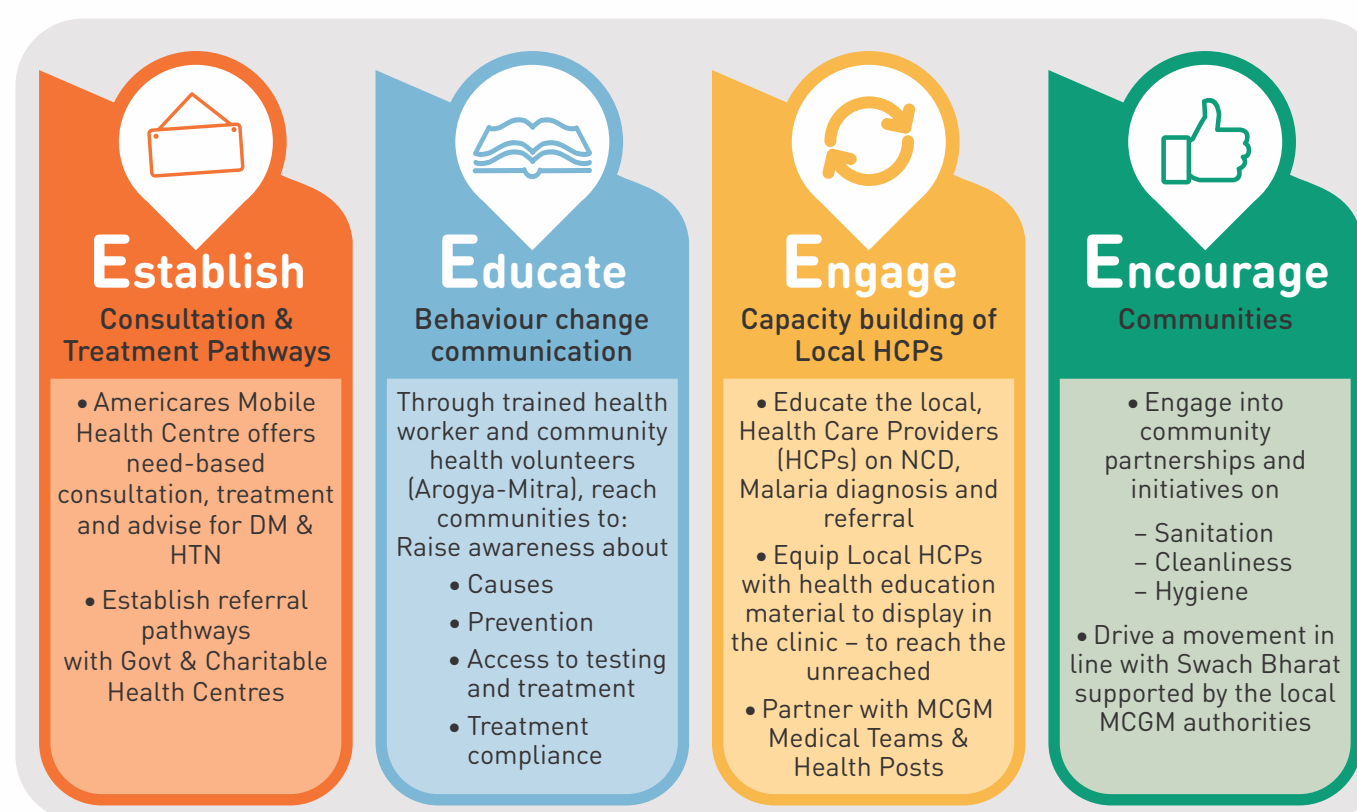 Establish
Consultation &
Treatment Pathways
• Americares Mobile
Health Centre offers
need-based
consultation, treatment
and advise for DM &
HTN
• Establish referral
pathways
with Govt & Charitable
Health Centres
Educate
Behaviour change
communication
Through trained health
worker and community
health volunteers
(Arogya-Mitra), reach
communities to:
Raise awareness about
• Causes
• Prevention
• Access to testing
and treatment
• Treatment
compliance
Engage
Capacity building of
Local HCPs
• Educate the local,
Health Care Providers
(HCPs) on NCD,
Malaria diagnosis and
referral
• Equip Local HCPs
with health education
material to display in
the clinic – to reach the
unreached
• Partner with MCGM
Medical Teams &
Health Posts
Encourage
Communities
• Engage into
community
partnerships and
initiatives on
– Sanitation
– Cleanliness
– Hygiene
• Drive a movement in
line with Swach Bharat
supported by the local
MCGM authorities